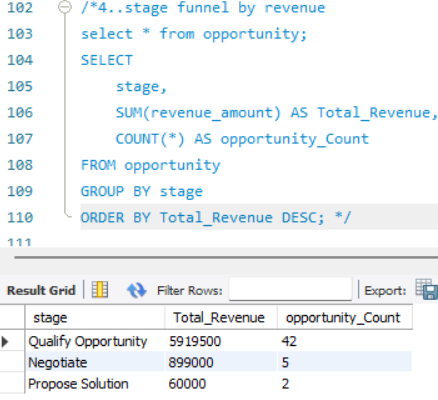 102 /*4..stage funnel by revenue
103 select * from opportunity;
104 SELECT
105 stage,
106 SUM(revenue_amount) AS Total_Revenue,
107 COUNT(*) AS opportunity_Count
108 FROM opportunity
109 GROUP BY stage
110 ORDER BY Total_Revenue DESC; */
111
Result Grid Filter Rows: Export:
stage Total_Revenue opportunity_Count
Qualify Opportunity 5919500 42
Negotiate 899000 5
Propose Solution 60000 2